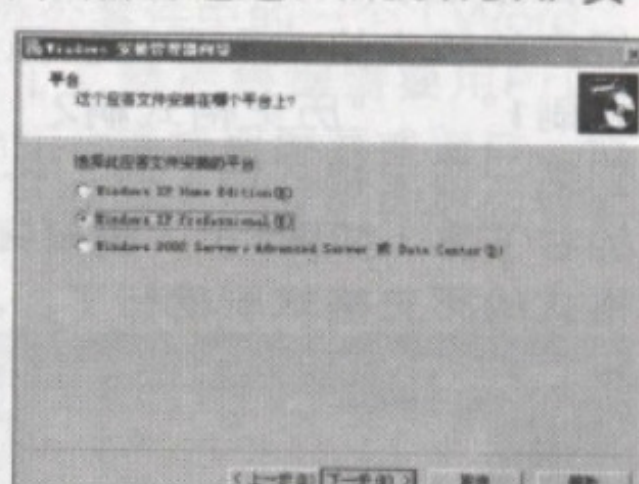 Windows 安装管理器向导
平台
这个应答文件安装在哪个平台上?
选择此应答文件安装的平台
Windows XP Home Edition(H)
Windows XP Professional(P)
Windows 2000 Server, Advanced Server 或 Data Center(D)
<上一步(B) 下一步(N)> 取消 帮助